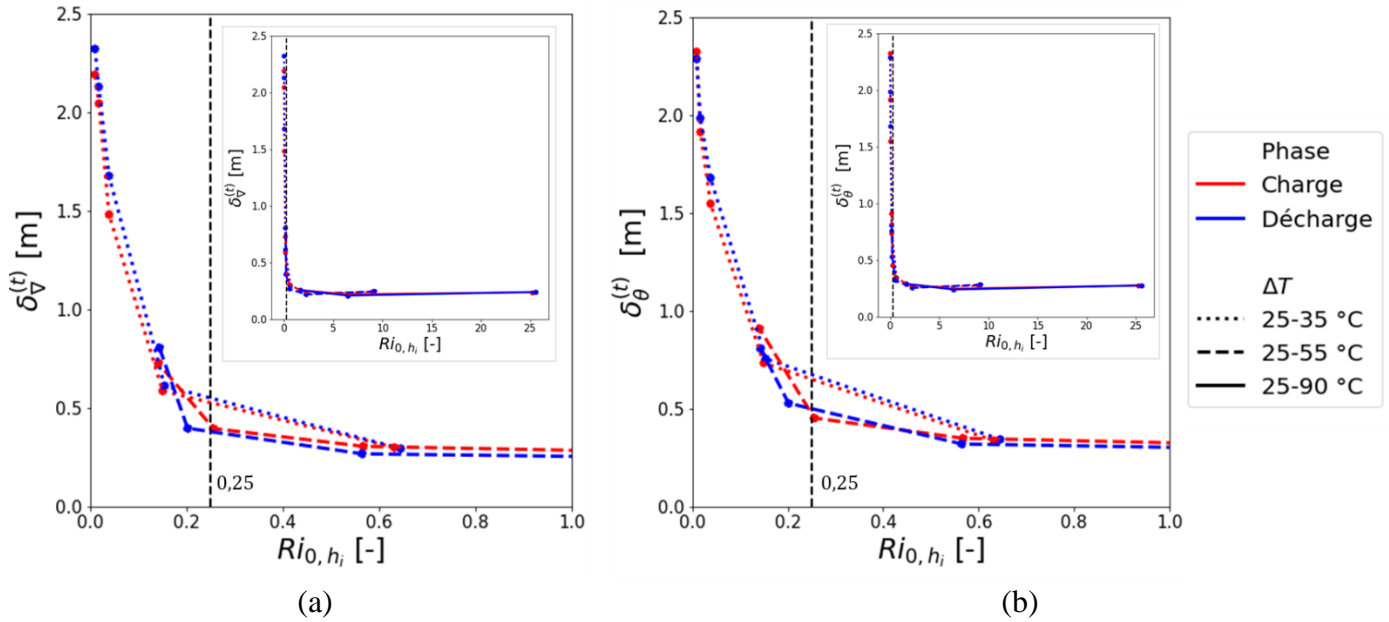 2.5
2.0
1.5
1.0
0.5
0.0
δ∇^(t) [m]
0.0 0.2 0.4 0.6 0.8 1.0
Ri0,hi [-]
0,25
2.5
2.0
1.5
1.0
0.5
0.0
δ∇^(t) [m]
0 5 10 15 20 25
Ri0,hi [-]
(a)
2.5
2.0
1.5
1.0
0.5
0.0
δθ^(t) [m]
0.0 0.2 0.4 0.6 0.8 1.0
Ri0,hi [-]
0,25
2.5
2.0
1.5
1.0
0.5
0.0
δθ^(t) [m]
0 5 10 15 20 25
Ri0,hi [-]
(b)
Phase
Charge
Décharge
ΔT
25-35 °C
25-55 °C
25-90 °C